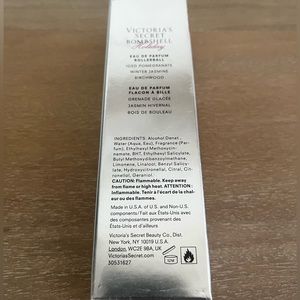 VICTORIA'S
SECRET
BOMBSHELL
Holiday
EAU DE PARFUM
ROLLERBALL
ICED POMEGRANATE
WINTER JASMINE
BIRCHWOOD
EAU DE PARFUM
FLACON À BILLE
GRENADE GLACÉE
JASMIN HIVERNAL
BOIS DE BOULEAU
INGREDIENTS: Alcohol Denat.,
Water (Aqua, Eau), Fragrance (Par-
fum), Ethylhexyl Methoxycin-
namate, BHT, Ethylhexyl Salicylate,
Butyl Methoxydibenzoylmethane,
Limonene, Linalool, Benzyl Salicy-
late, Hydroxycitronellal, Citral, Cit-
ronellol, Geraniol.
CAUTION: Flammable. Keep away
from flame or high heat. ATTENTION :
Inflammable. Tenir à l'écart de la chal-
eur ou des flammes.
Made in U.S.A. of U.S. and Non-U.S.
components/Fait aux États-Unis avec
des composants provenant des
États-Unis et d'ailleurs
Victoria's Secret Beauty Co., Dist.
New York, NY 10019 U.S.A.
London, WC2E 9BA, UK
VictoriasSecret.com
30531627
12M